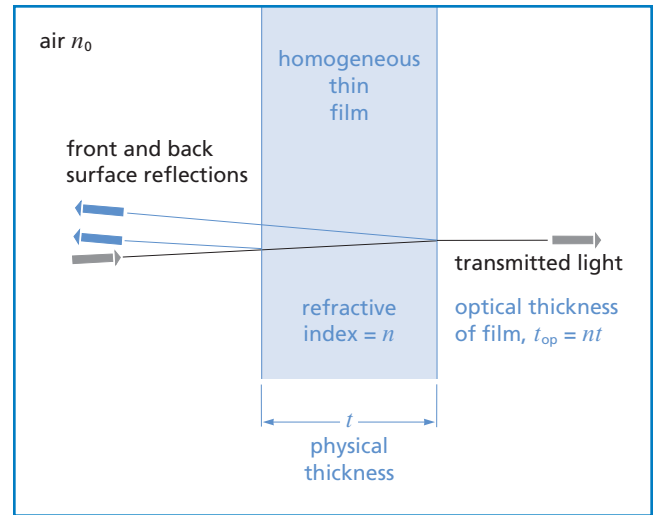 air n₀
homogeneous
thin
film
front and back
surface reflections
transmitted light
refractive
index = n
optical thickness
of film, tₒₚ = nt
t
physical
thickness